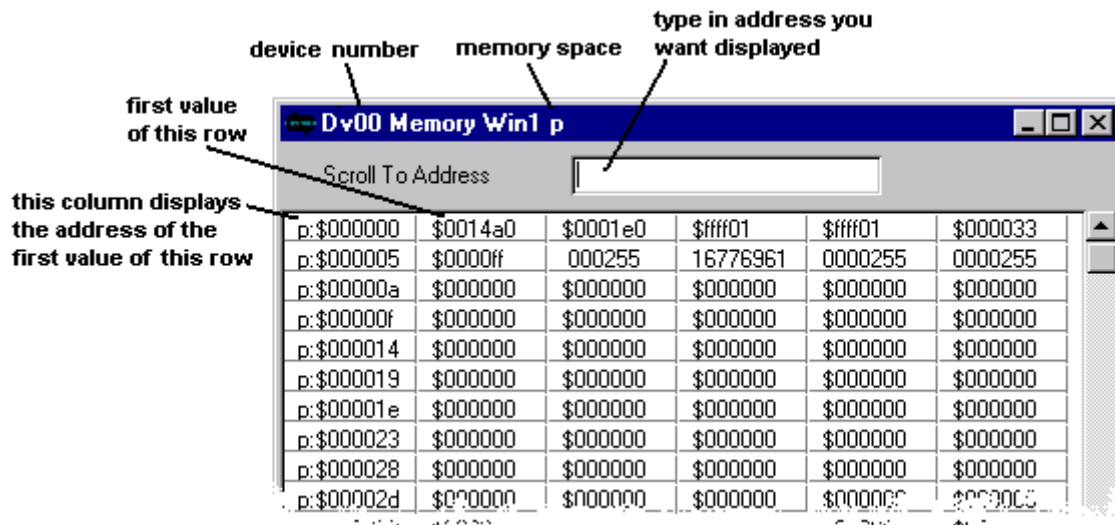 type in address you
want displayed
device number
memory space
first value
of this row
Dv00 Memory Win1 p
Scroll To Address
this column displays
the address of the
first value of this row
p:$000000 $0014a0 $0001e0 $ffff01 $ffff01 $000033
p:$000005 $0000ff 000255 16776961 0000255 0000255
p:$00000a $000000 $000000 $000000 $000000 $000000
p:$00000f $000000 $000000 $000000 $000000 $000000
p:$000014 $000000 $000000 $000000 $000000 $000000
p:$000019 $000000 $000000 $000000 $000000 $000000
p:$00001e $000000 $000000 $000000 $000000 $000000
p:$000023 $000000 $000000 $000000 $000000 $000000
p:$000028 $000000 $000000 $000000 $000000 $000000
p:$00002d $000000 $000000 $000000